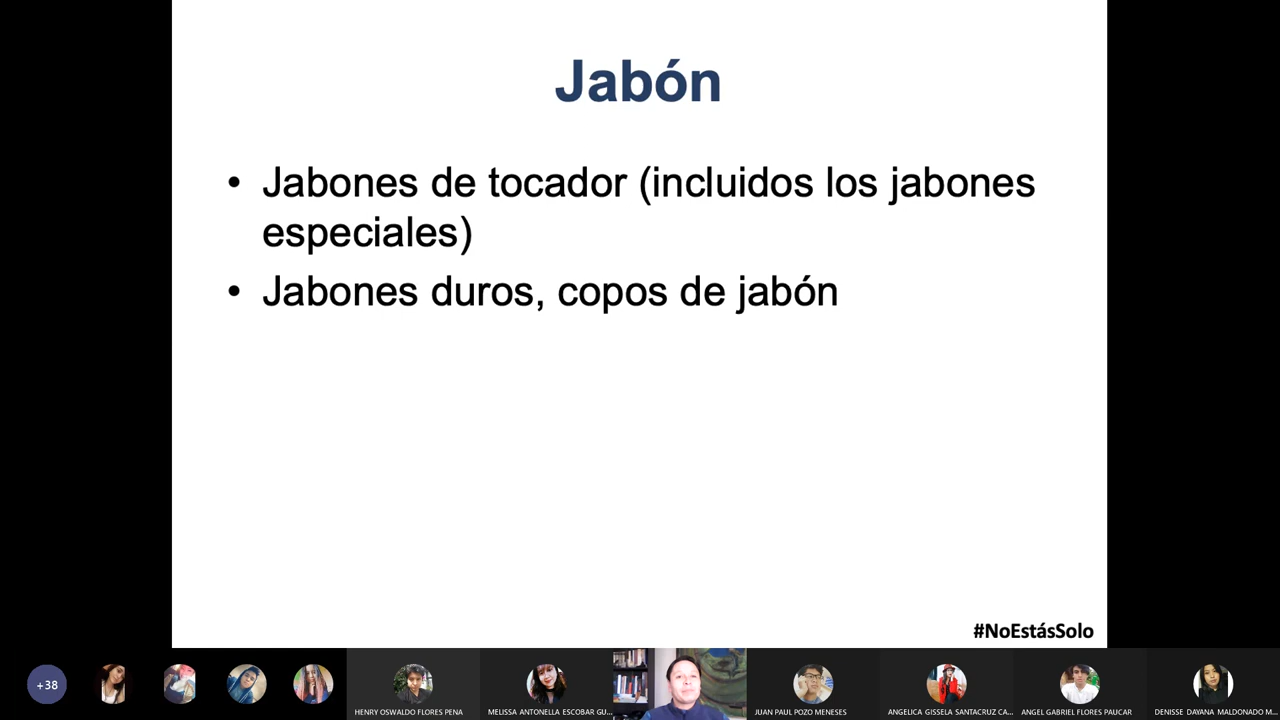 Jabón
• Jabones de tocador (incluidos los jabones
especiales)
• Jabones duros, copos de jabón
#NoEstásSolo
+38
HENRY OSWALDO FLORES PENA
MELISSA ANTONELLA ESCOBAR GU...
JUAN PAUL POZO MENESES
ANGELICA GISSELA SANTACRUZ CA...
ANGEL GABRIEL FLORES PAUCAR
DENISSE DAYANA MALDONADO M...